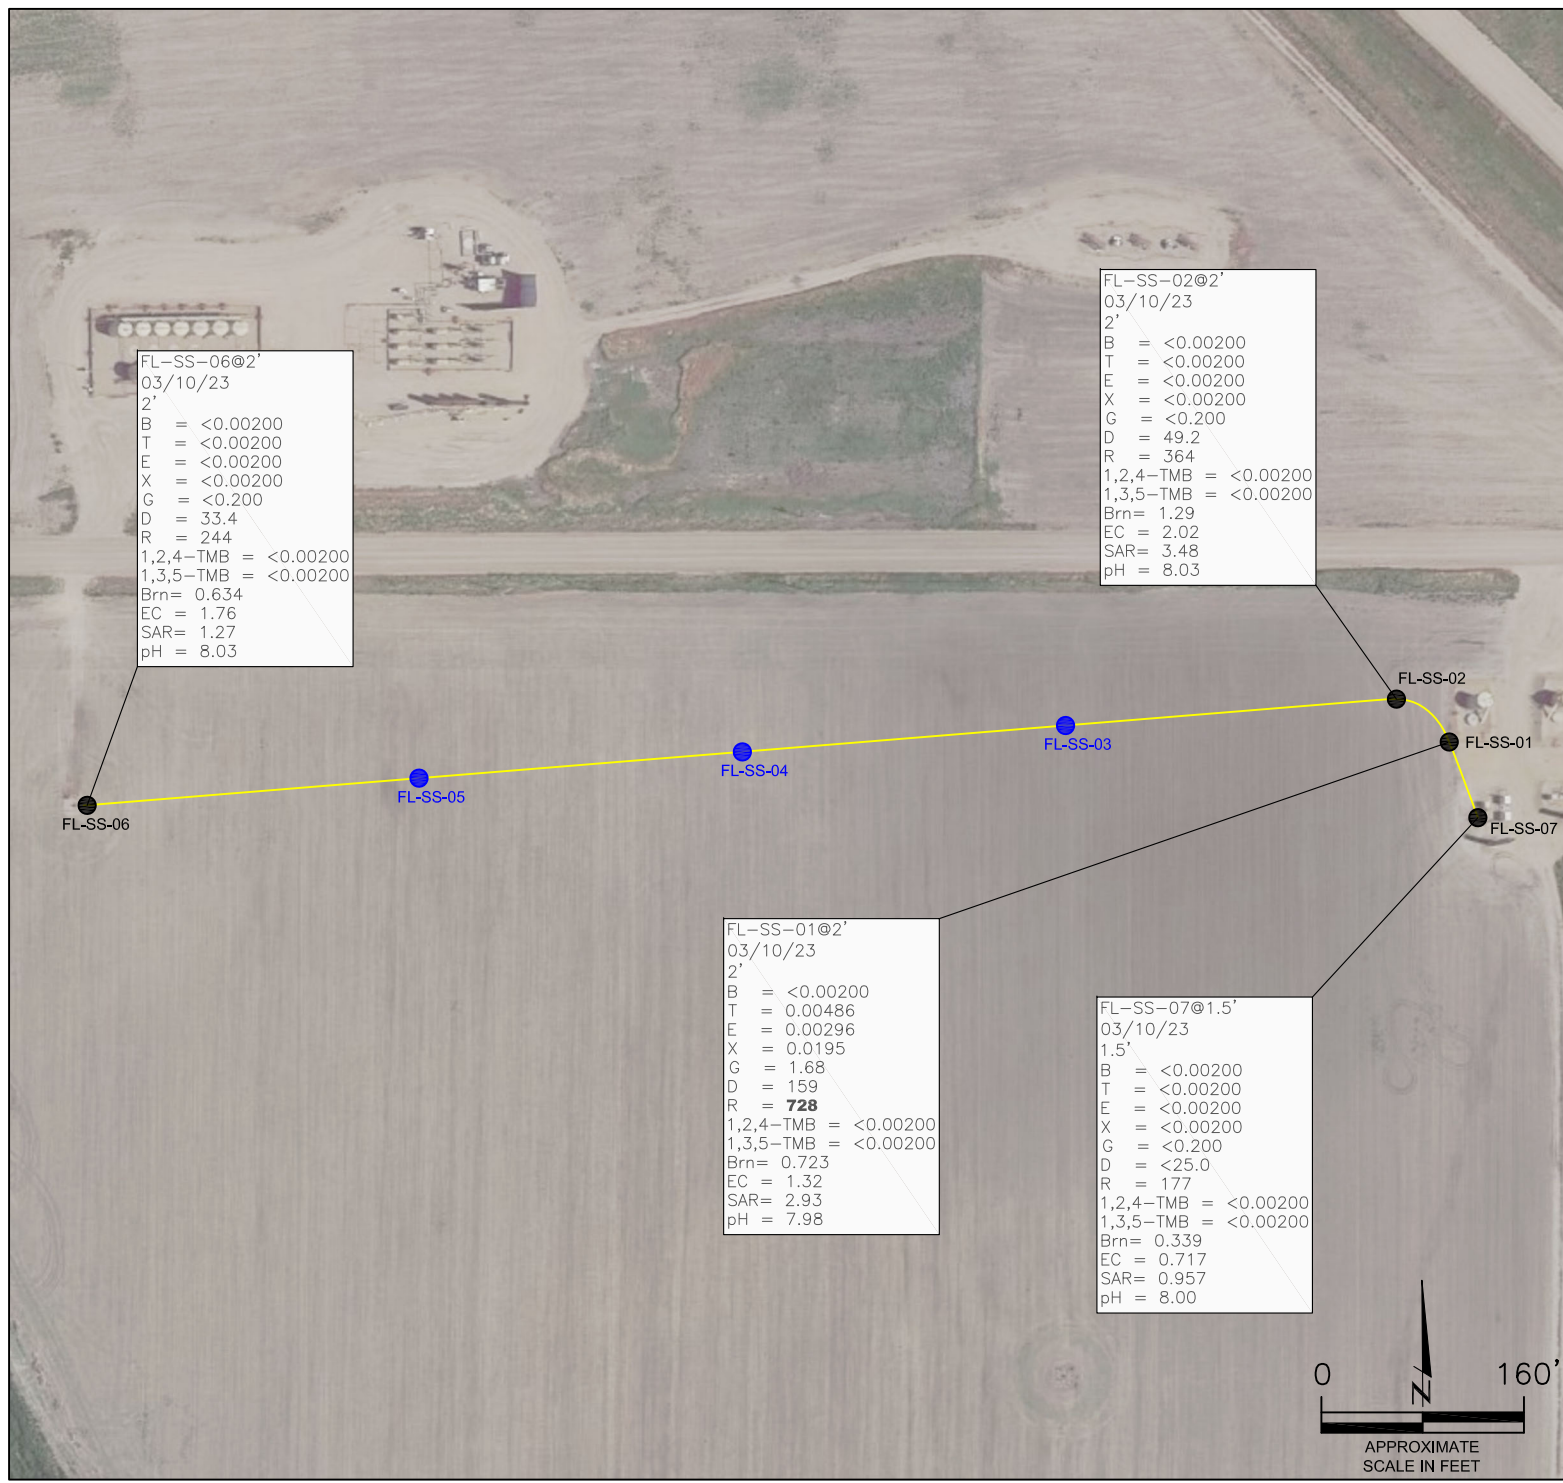 FL-SS-02@2'
03/10/23
2'
B = <0.00200
T = <0.00200
E = <0.00200
X = <0.00200
G = <0.200
D = 49.2
R = 364
1,2,4-TMB = <0.00200
1,3,5-TMB = <0.00200
Brn= 1.29
EC = 2.02
SAR= 3.48
pH = 8.03
FL-SS-06@2'
03/10/23
2'
B = <0.00200
T = <0.00200
E = <0.00200
X = <0.00200
G = <0.200
D = 33.4
R = 244
1,2,4-TMB = <0.00200
1,3,5-TMB = <0.00200
Brn= 0.634
EC = 1.76
SAR= 1.27
pH = 8.03
FL-SS-02
FL-SS-01
FL-SS-03
FL-SS-04
FL-SS-05
FL-SS-06
FL-SS-07
FL-SS-01@2'
03/10/23
2'
B = <0.00200
T = 0.00486
E = 0.00296
X = 0.0195
G = 1.68
D = 159
R = 728
1,2,4-TMB = <0.00200
1,3,5-TMB = <0.00200
Brn= 0.723
EC = 1.32
SAR= 2.93
pH = 7.98
FL-SS-07@1.5'
03/10/23
1.5'
B = <0.00200
T = <0.00200
E = <0.00200
X = <0.00200
G = <0.200
D = <25.0
R = 177
1,2,4-TMB = <0.00200
1,3,5-TMB = <0.00200
Brn= 0.339
EC = 0.717
SAR= 0.957
pH = 8.00
0 160'
N
APPROXIMATE
SCALE IN FEET